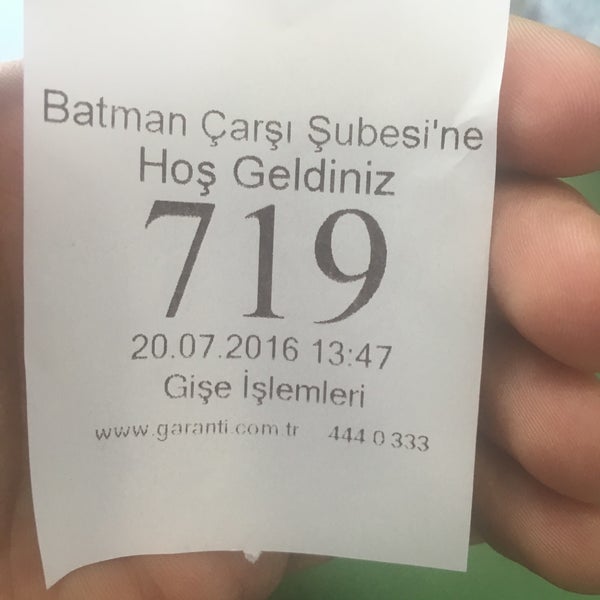 Batman Çarşı Şubesi'ne
Hoş Geldiniz
719
20.07.2016 13:47
Gişe İşlemleri
www.garanti.com.tr 444 0 333